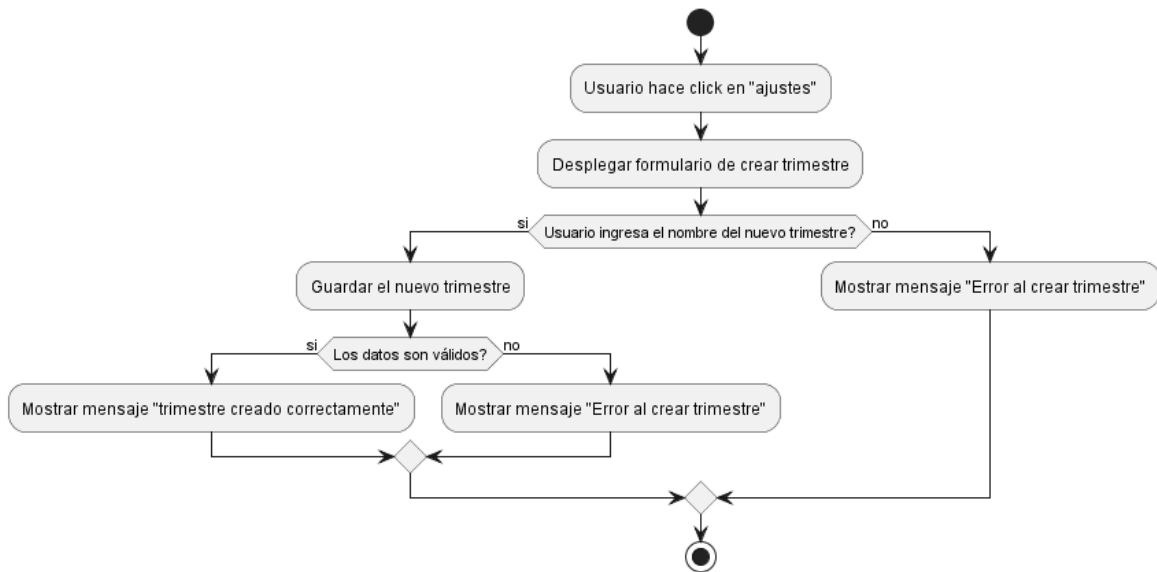 Usuario hace click en "ajustes"
Desplegar formulario de crear trimestre
si
Usuario ingresa el nombre del nuevo trimestre?
no
Guardar el nuevo trimestre
Mostrar mensaje "Error al crear trimestre"
si
Los datos son válidos?
no
Mostrar mensaje "trimestre creado correctamente"
Mostrar mensaje "Error al crear trimestre"